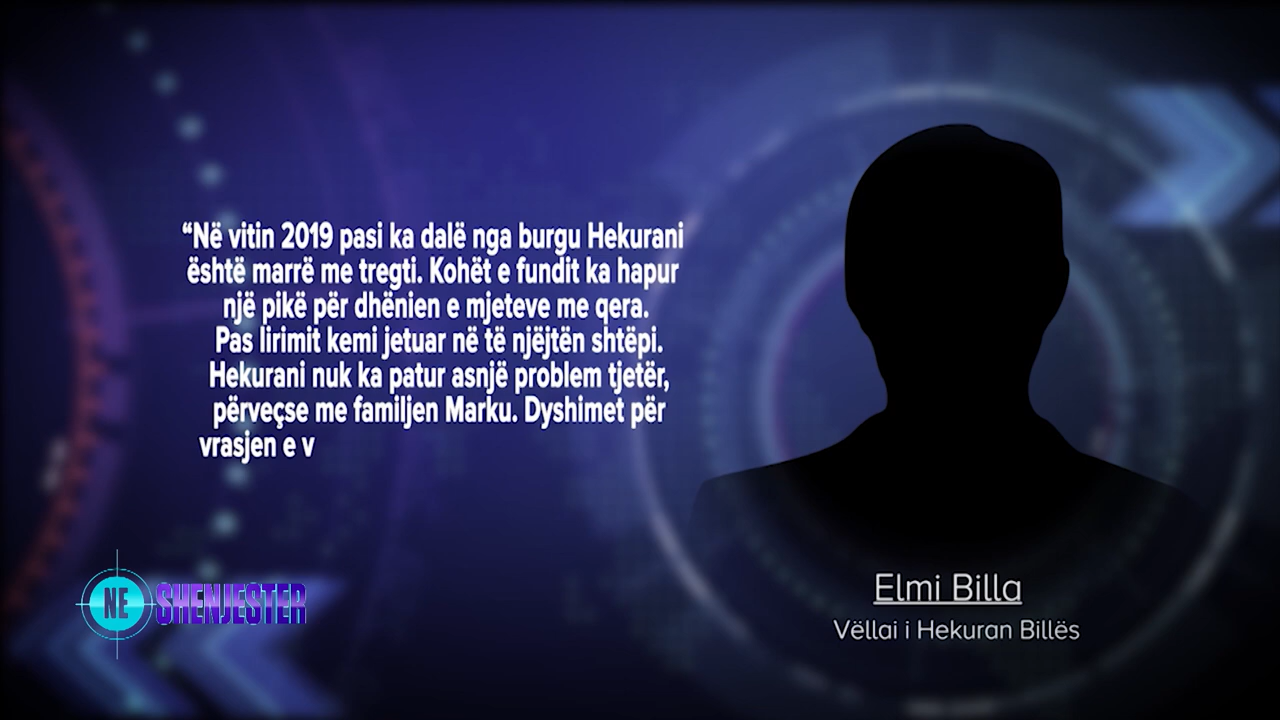 “Në vitin 2019 pasi ka dalë nga burgu Hekurani
është marrë me tregti. Kohët e fundit ka hapur
një pikë për dhënien e mjeteve me qera.
Pas lirimit kemi jetuar në të njëjtën shtëpi.
Hekurani nuk ka patur asnjë problem tjetër,
përveçse me familjen Marku. Dyshimet për
vrasjen e v
NE SHENJESTER
Elmi Billa
Vëllai i Hekuran Billës